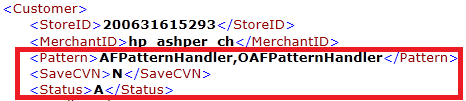 <Customer>
<StoreID>200631615293</StoreID>
<MerchantID>hp_ashper_ch</MerchantID>
<Pattern>AFPatternHandler,OAFPatternHandler</Pattern>
<SaveCVN>N</SaveCVN>
<Status>A</Status>